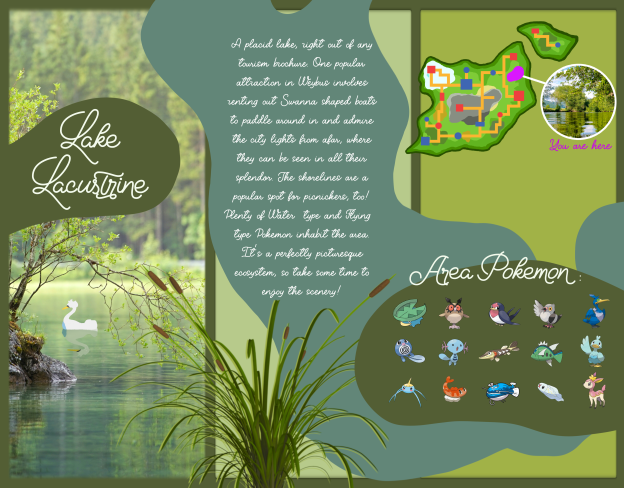 Lake
Lacustrine
A placid lake, right out of any
tourism brochure. One popular
attraction in Weybus involves
renting out Swanna shaped boats
to paddle around in and admire
the city lights from afar, where
they can be seen in all their
splendor. The shorelines are a
popular spot for picnickers, too!
Plenty of Water type and Flying
type Pokemon inhabit the area.
It's a perfectly picturesque
ecosystem, so take some time to
enjoy the scenery!
You are here
Area Pokemon: